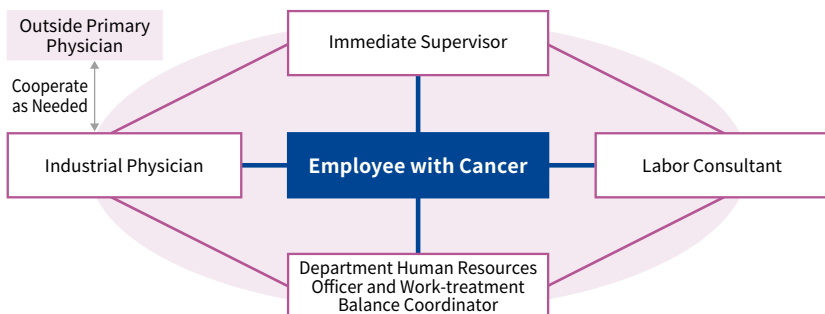 Outside Primary
Physician
Immediate Supervisor
Cooperate
as Needed
Industrial Physician
Employee with Cancer
Labor Consultant
Department Human Resources
Officer and Work-treatment
Balance Coordinator